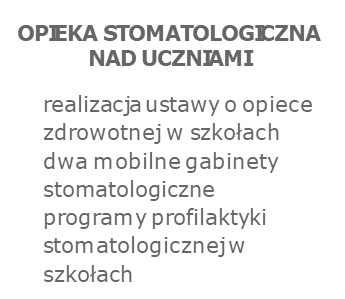 OPIEKA STOMATOLOGICZNA
NAD UCZNIAMI
realizacja ustawy o opiece
zdrowotnej w szkołach
dwa mobilne gabinety
stomatologiczne
programy profilaktyki
stomatologicznej w
szkołach